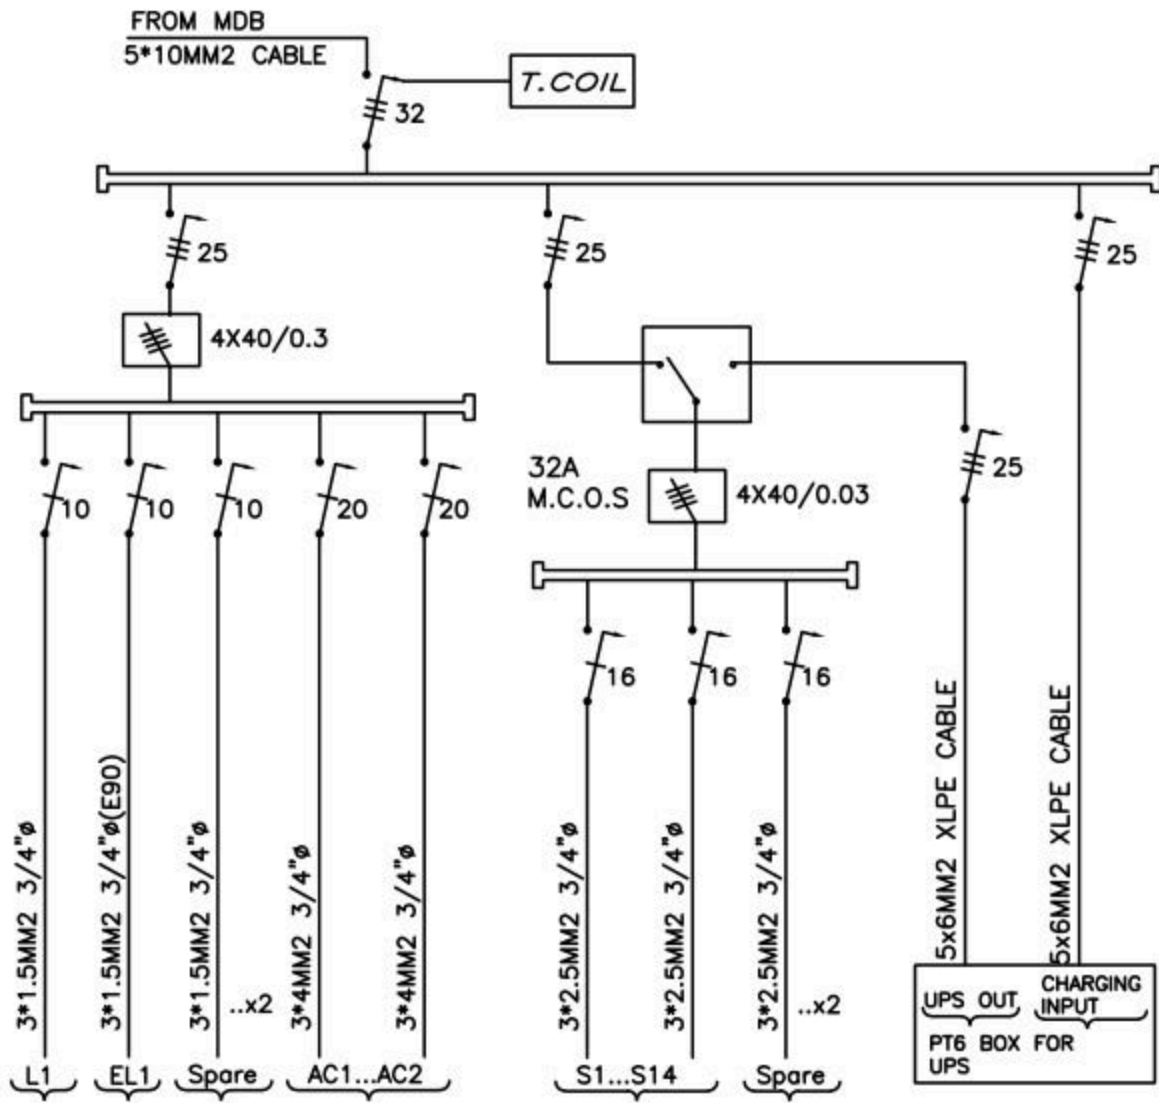 FROM MDB
5*10MM2 CABLE
T.COIL
32
25
25
25
4X40/0.3
32A
M.C.O.S
4X40/0.03
25
10
10
10
20
20
16
16
16
3*1.5MM2 3/4"ø
3*1.5MM2 3/4"ø(E90)
3*1.5MM2 3/4"ø
..x2
3*4MM2 3/4"ø
3*4MM2 3/4"ø
3*2.5MM2 3/4"ø
3*2.5MM2 3/4"ø
3*2.5MM2 3/4"ø
..x2
5x6MM2 XLPE CABLE
5x6MM2 XLPE CABLE
L1
EL1
Spare
AC1...AC2
S1...S14
Spare
UPS OUT
CHARGING
INPUT
PT6 BOX FOR
UPS